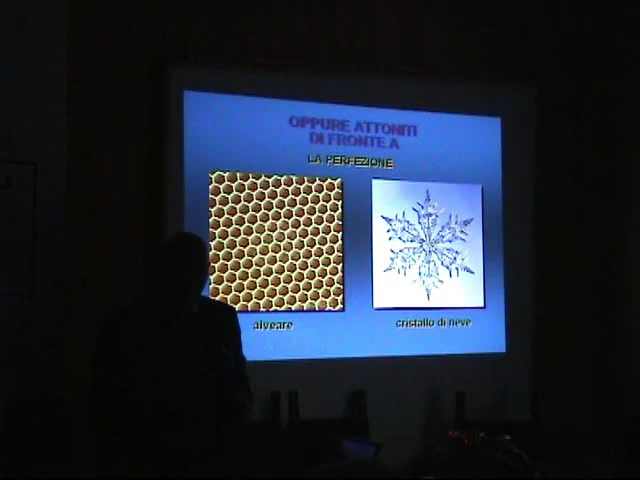 OPPURE ATTONITI
DI FRONTE A
LA PERFEZIONE
alveare
cristallo di neve